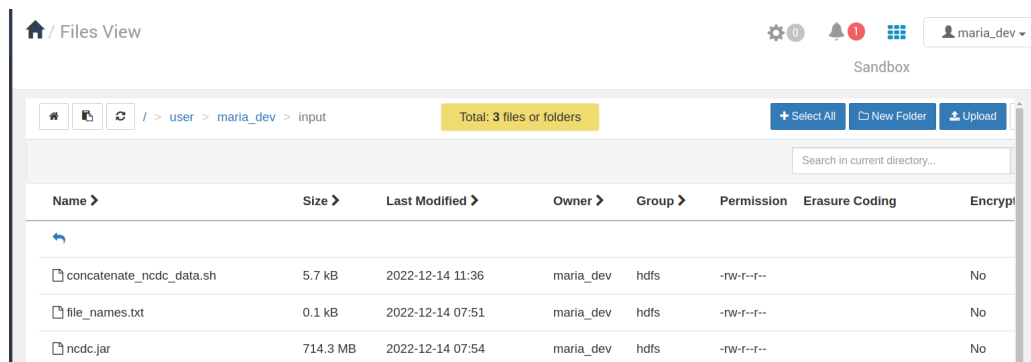 / Files View
0 1 maria_dev
Sandbox
/ > user > maria_dev > input Total: 3 files or folders Select All New Folder Upload
Search in current directory...
Name Size Last Modified Owner Group Permission Erasure Coding Encrypt
concatenate_ncdc_data.sh 5.7 kB 2022-12-14 11:36 maria_dev hdfs -rw-r--r-- No
file_names.txt 0.1 kB 2022-12-14 07:51 maria_dev hdfs -rw-r--r-- No
ncdc.jar 714.3 MB 2022-12-14 07:54 maria_dev hdfs -rw-r--r-- No